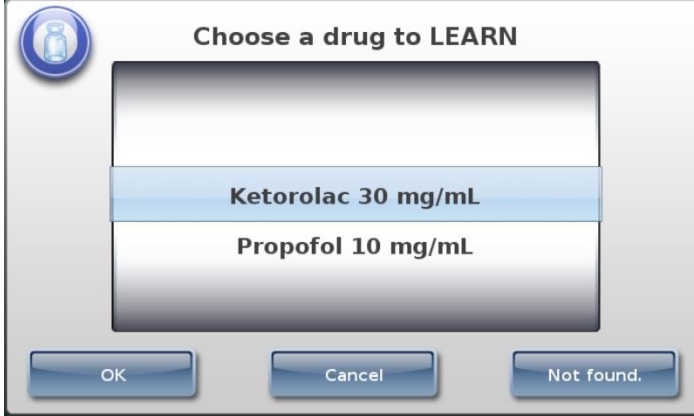 Choose a drug to LEARN
Ketorolac 30 mg/mL
Propofol 10 mg/mL
OK
Cancel
Not found.